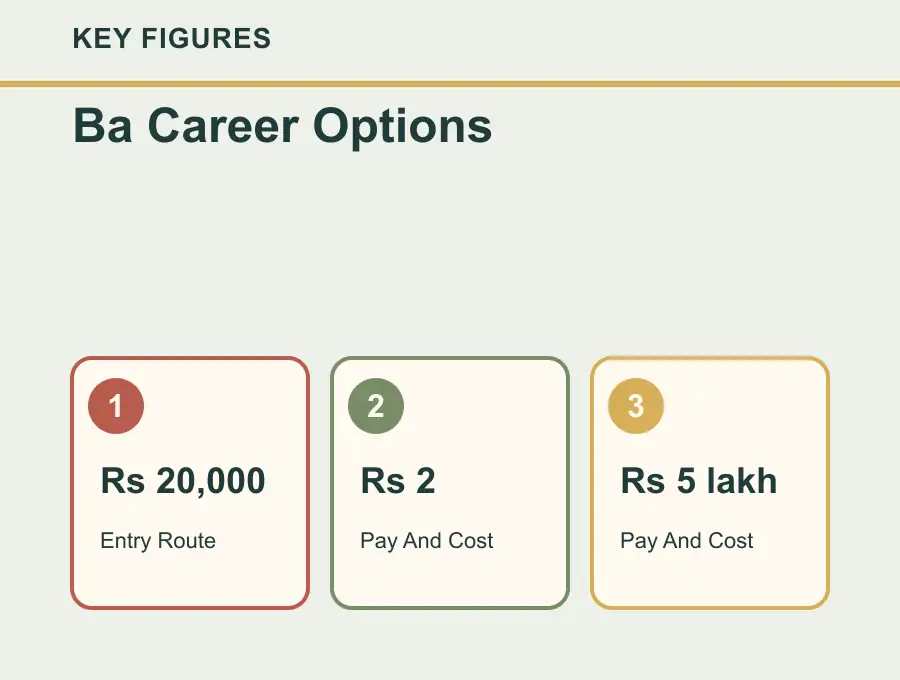 KEY FIGURES
Ba Career Options
1
Rs 20,000
Entry Route
2
Rs 2
Pay And Cost
3
Rs 5 lakh
Pay And Cost